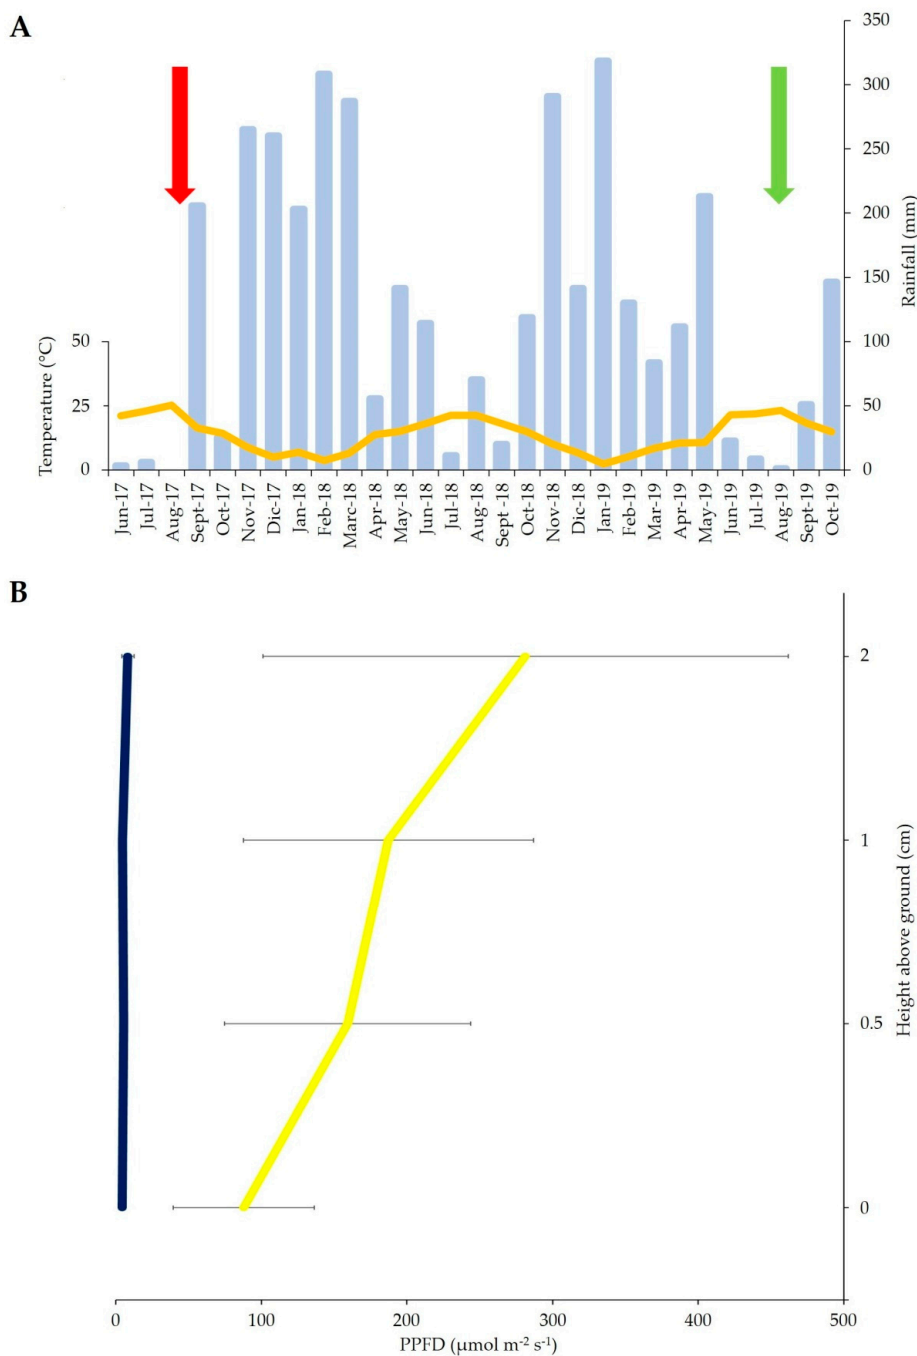 A
350
300
250
200
150
100
50
0
Rainfall (mm)
50
25
0
Temperature (°C)
Jun-17
Jul-17
Aug-17
Sept-17
Oct-17
Nov-17
Dic-17
Jan-18
Feb-18
Marc-18
Apr-18
May-18
Jun-18
Jul-18
Aug-18
Sept -18
Oct-18
Nov-18
Dic-18
Jan-19
Feb-19
Mar-19
Apr-19
May-19
Jun-19
Jul-19
Aug-19
Sept-19
Oct-19
B
2
1
0.5
0
Height above ground (cm)
0
100
200
300
400
500
PPFD (µmol m⁻² s⁻¹)